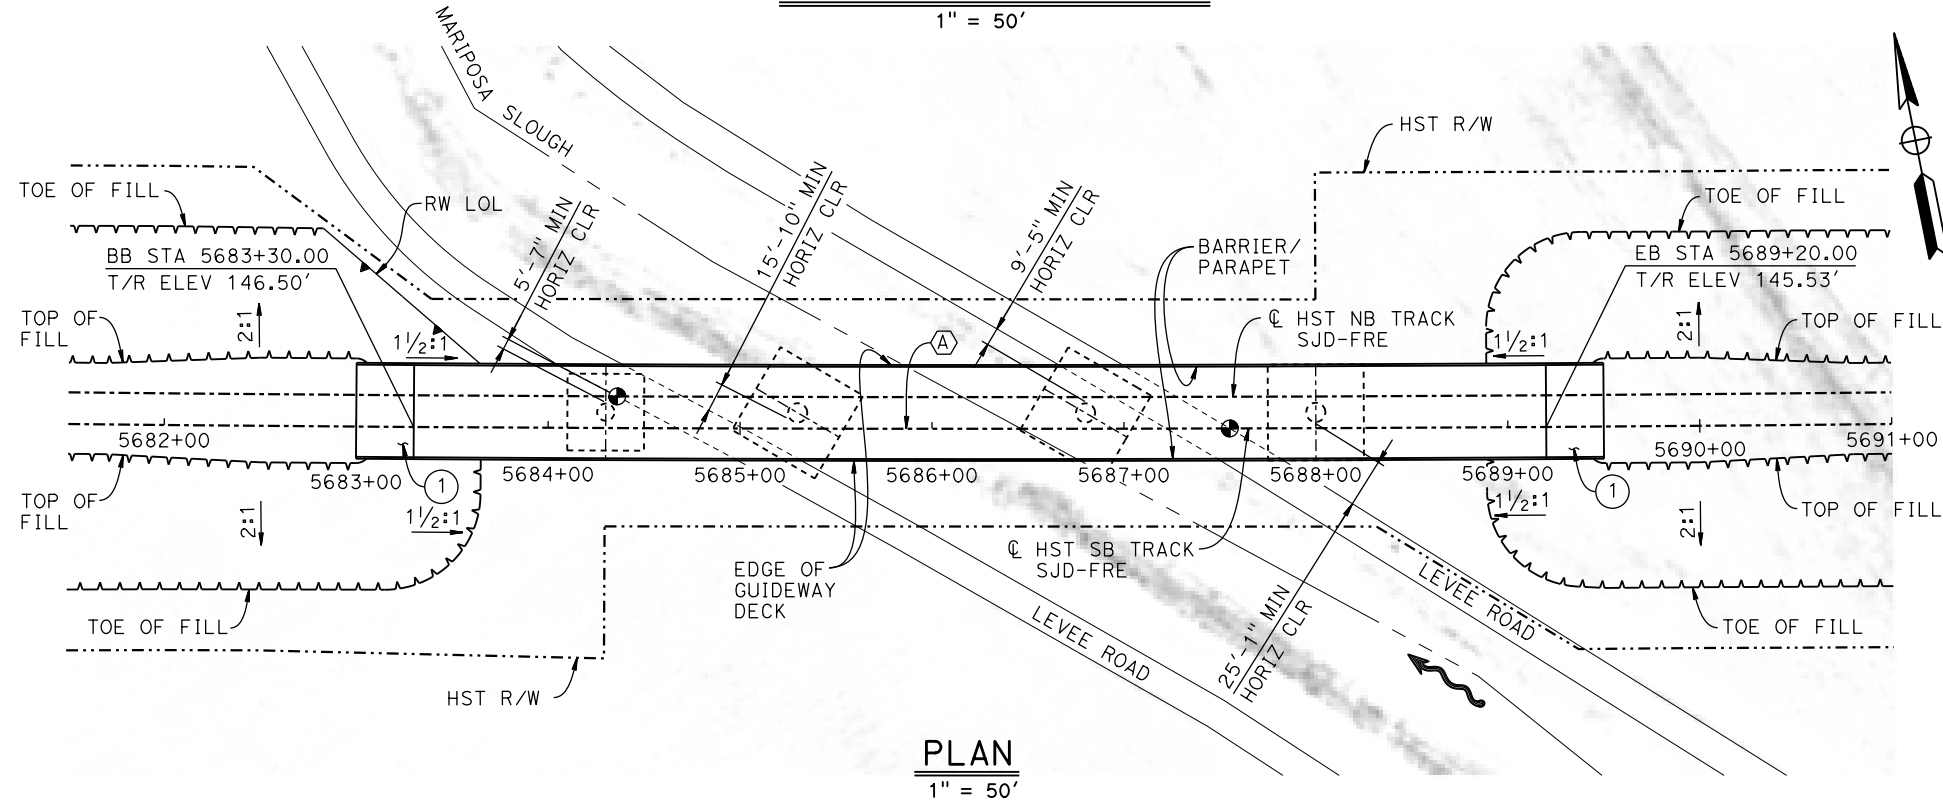 1" = 50'
MARIPOSA SLOUGH
HST R/W
TOE OF FILL
RW LOL
5'-7" MIN
HORIZ CLR
15'-10" MIN
HORIZ CLR
9'-5" MIN
HORIZ CLR
TOE OF FILL
BB STA 5683+30.00
T/R ELEV 146.50'
BARRIER/
PARAPET
EB STA 5689+20.00
T/R ELEV 145.53'
TOP OF
FILL
2:1
1½:1
A
℄ HST NB TRACK
SJD-FRE
1½:1
2:1
TOP OF FILL
5682+00
5683+00
5684+00
5685+00
5686+00
5687+00
5688+00
5689+00
5690+00
5691+00
TOP OF
FILL
2:1
1½:1
1
1
1½:1
2:1
TOP OF FILL
EDGE OF
GUIDEWAY
DECK
℄ HST SB TRACK
SJD-FRE
25'-1" MIN
HORIZ CLR
LEVEE ROAD
LEVEE ROAD
TOE OF FILL
TOE OF FILL
HST R/W
PLAN
1" = 50'